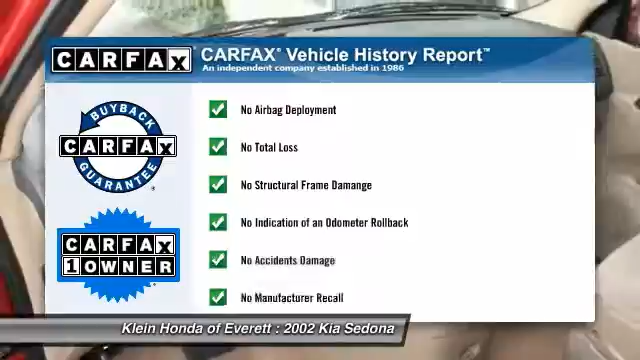 CARFAX
CARFAX® Vehicle History Report™
An independent company established in 1986
BUYBACK
CARFAX
GUARANTEE
No Airbag Deployment
No Total Loss
No Structural Frame Damange
No Indication of an Odometer Rollback
No Accidents Damage
No Manufacturer Recall
CARFAX
1 OWNER
Klein Honda of Everett : 2002 Kia Sedona